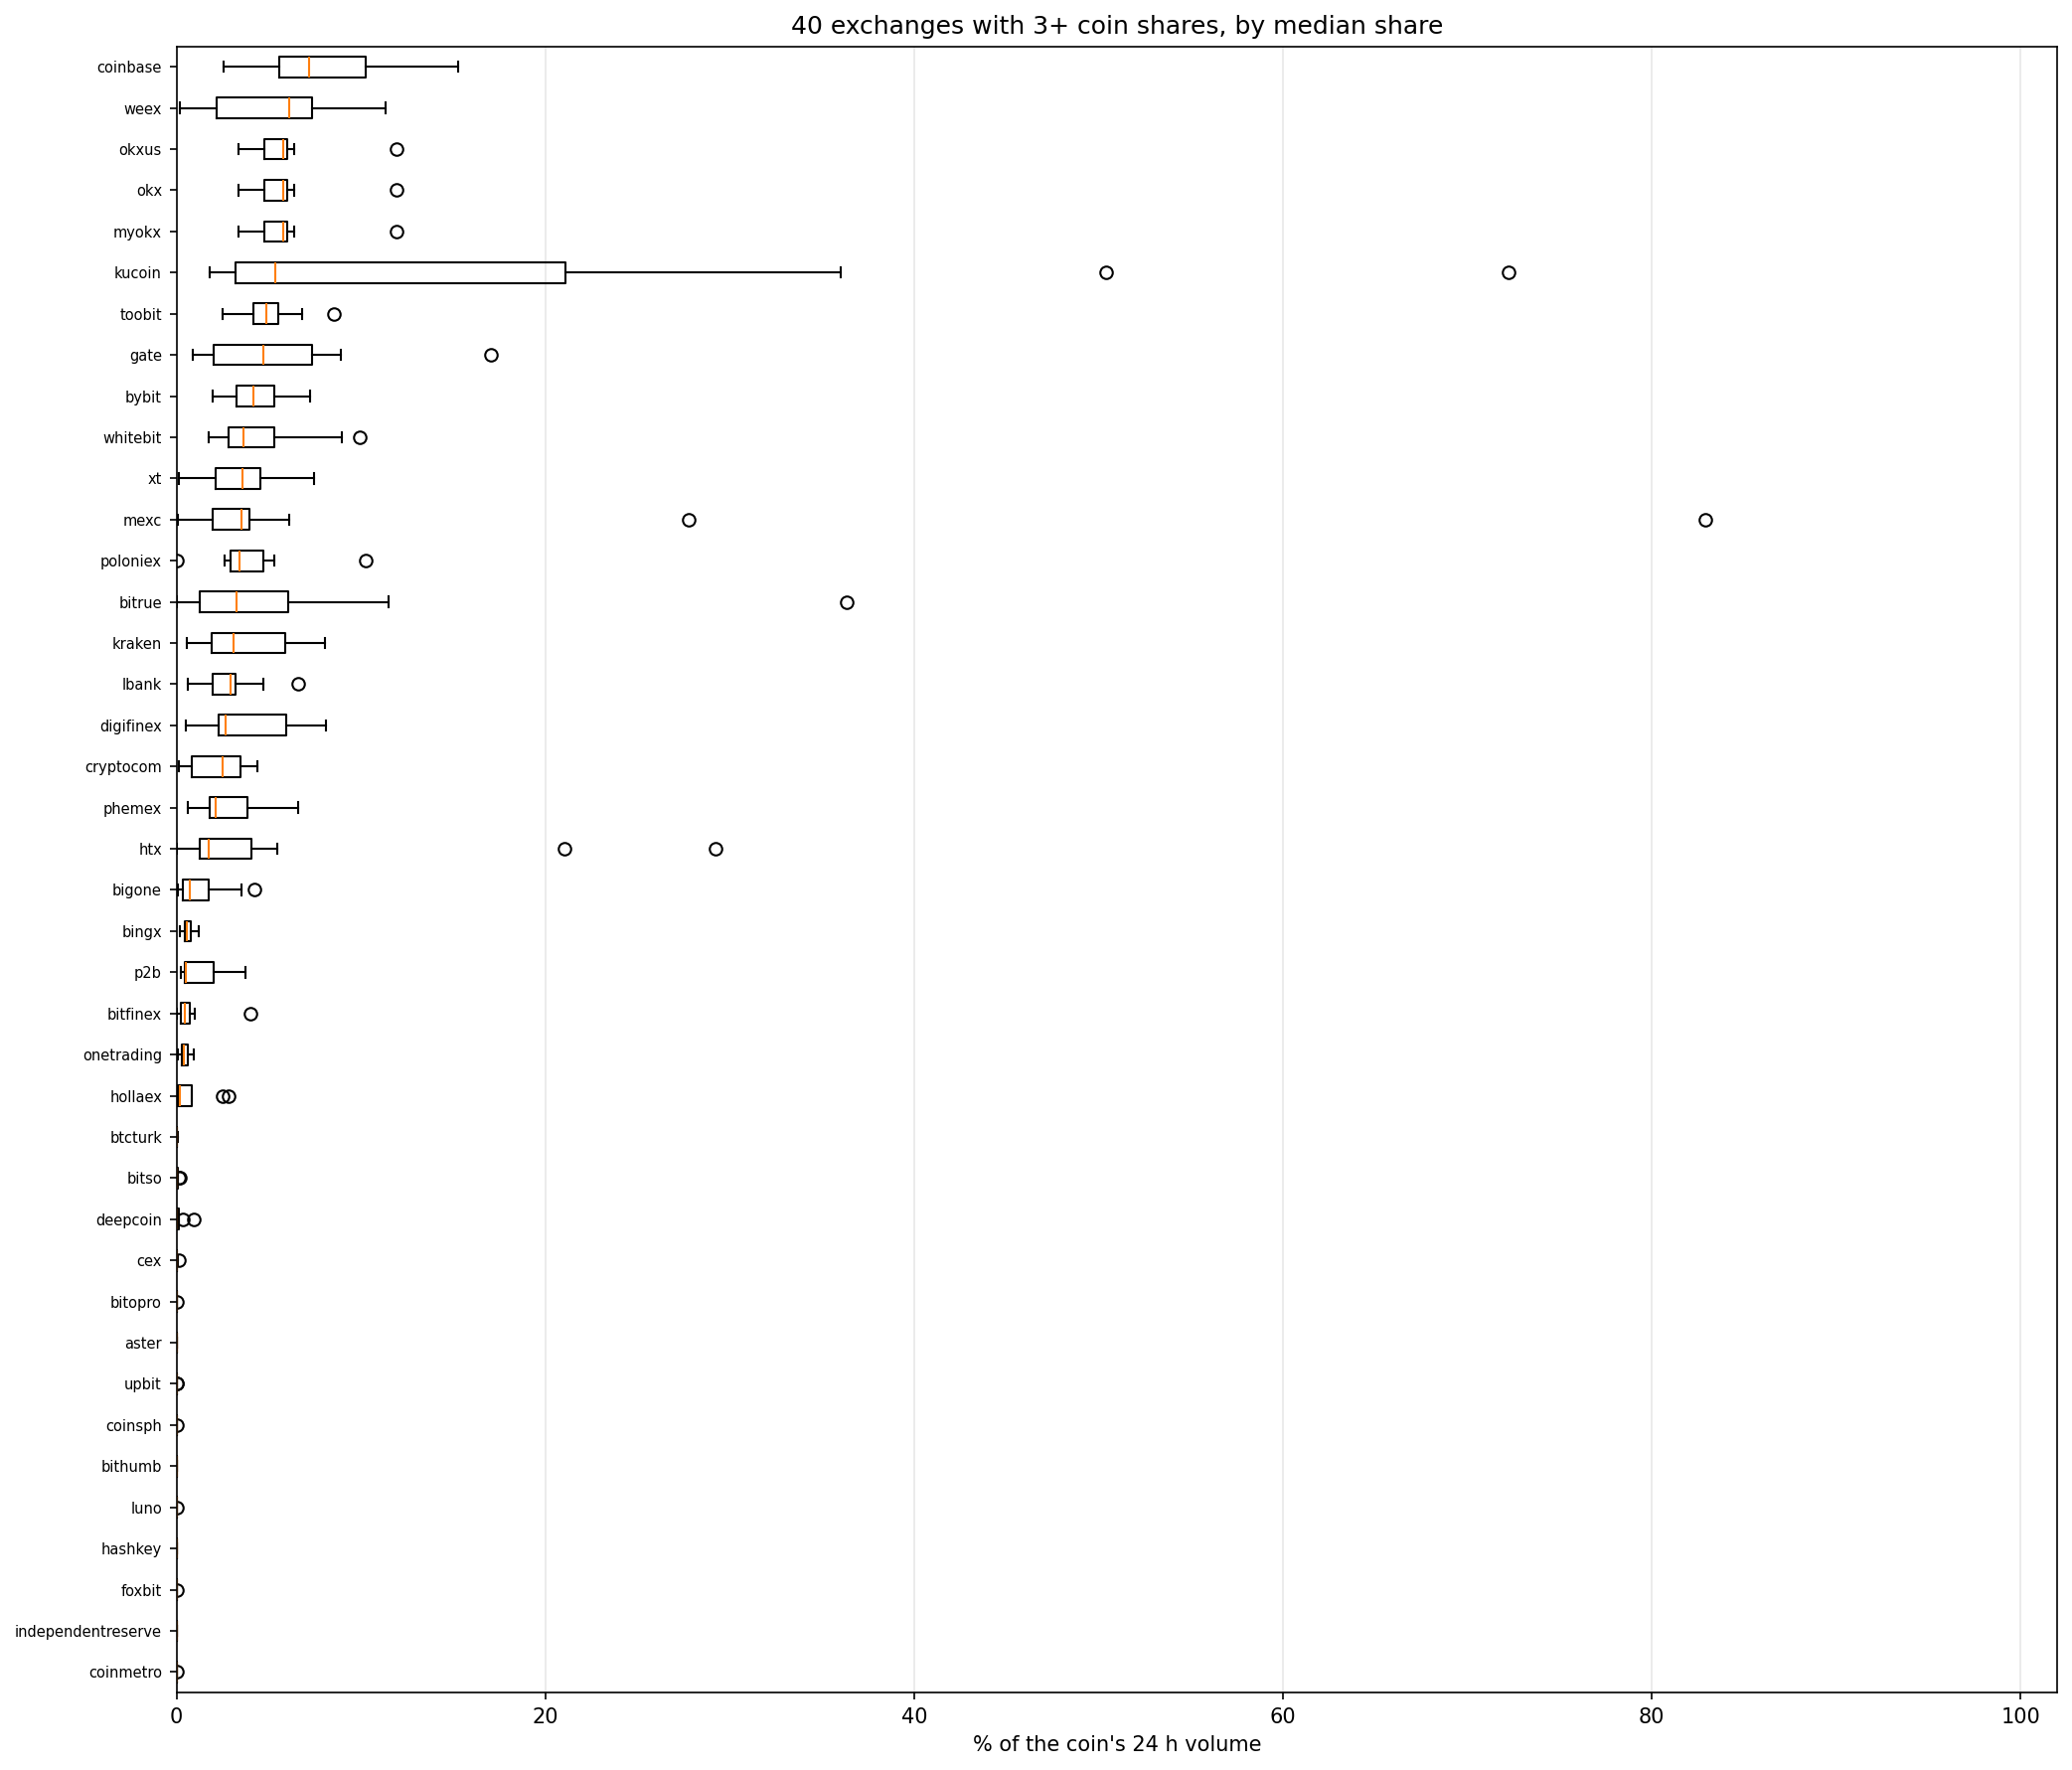 40 exchanges with 3+ coin shares, by median share
coinbase
weex
okxus
okx
myokx
kucoin
toobit
gate
bybit
whitebit
xt
mexc
poloniex
bitrue
kraken
lbank
digifinex
cryptocom
phemex
htx
bigone
bingx
p2b
bitfinex
onetrading
hollaex
btcturk
bitso
deepcoin
cex
bitopro
aster
upbit
coinsph
bithumb
luno
hashkey
foxbit
independentreserve
coinmetro
0 20 40 60 80 100
% of the coin's 24 h volume